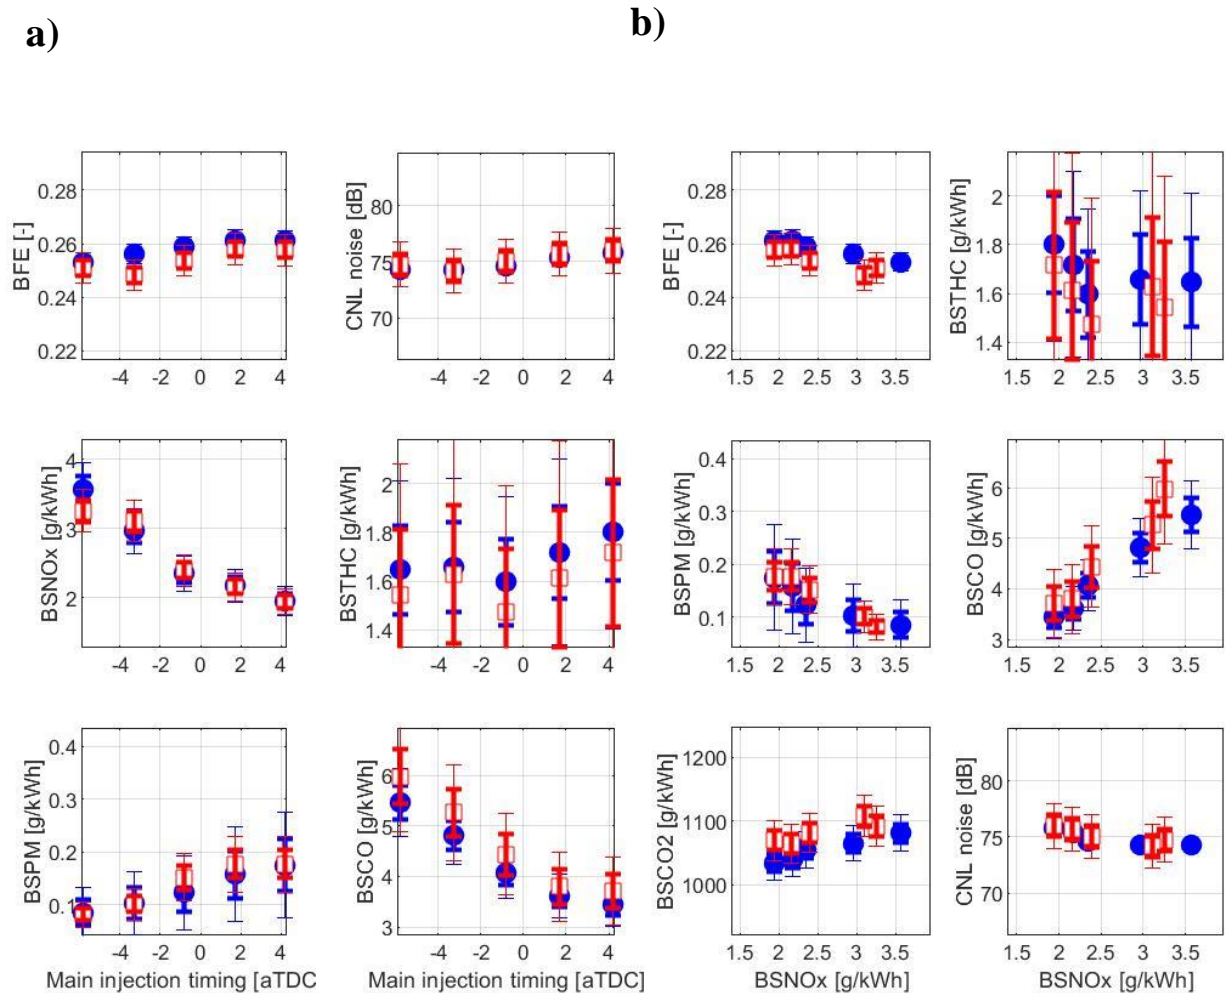 a)
b)
BFE [-]
0.28
0.26
0.24
0.22
-4 -2 0 2 4
CNL noise [dB]
80
75
70
-4 -2 0 2 4
BFE [-]
0.28
0.26
0.24
0.22
1.5 2 2.5 3 3.5
BSTHC [g/kWh]
2
1.8
1.6
1.4
1.5 2 2.5 3 3.5
BSNOx [g/kWh]
4
3
2
-4 -2 0 2 4
BSTHC [g/kWh]
2
1.8
1.6
1.4
-4 -2 0 2 4
BSPM [g/kWh]
0.4
0.3
0.2
0.1
1.5 2 2.5 3 3.5
BSCO [g/kWh]
6
5
4
3
1.5 2 2.5 3 3.5
BSPM [g/kWh]
0.4
0.3
0.2
0.1
-4 -2 0 2 4
Main injection timing [aTDC
BSCO [g/kWh]
6
5
4
3
-4 -2 0 2 4
Main injection timing [aTDC]
BSCO2 [g/kWh]
1200
1100
1000
1.5 2 2.5 3 3.5
BSNOx [g/kWh]
CNL noise [dB]
80
75
70
1.5 2 2.5 3 3.5
BSNOx [g/kWh]